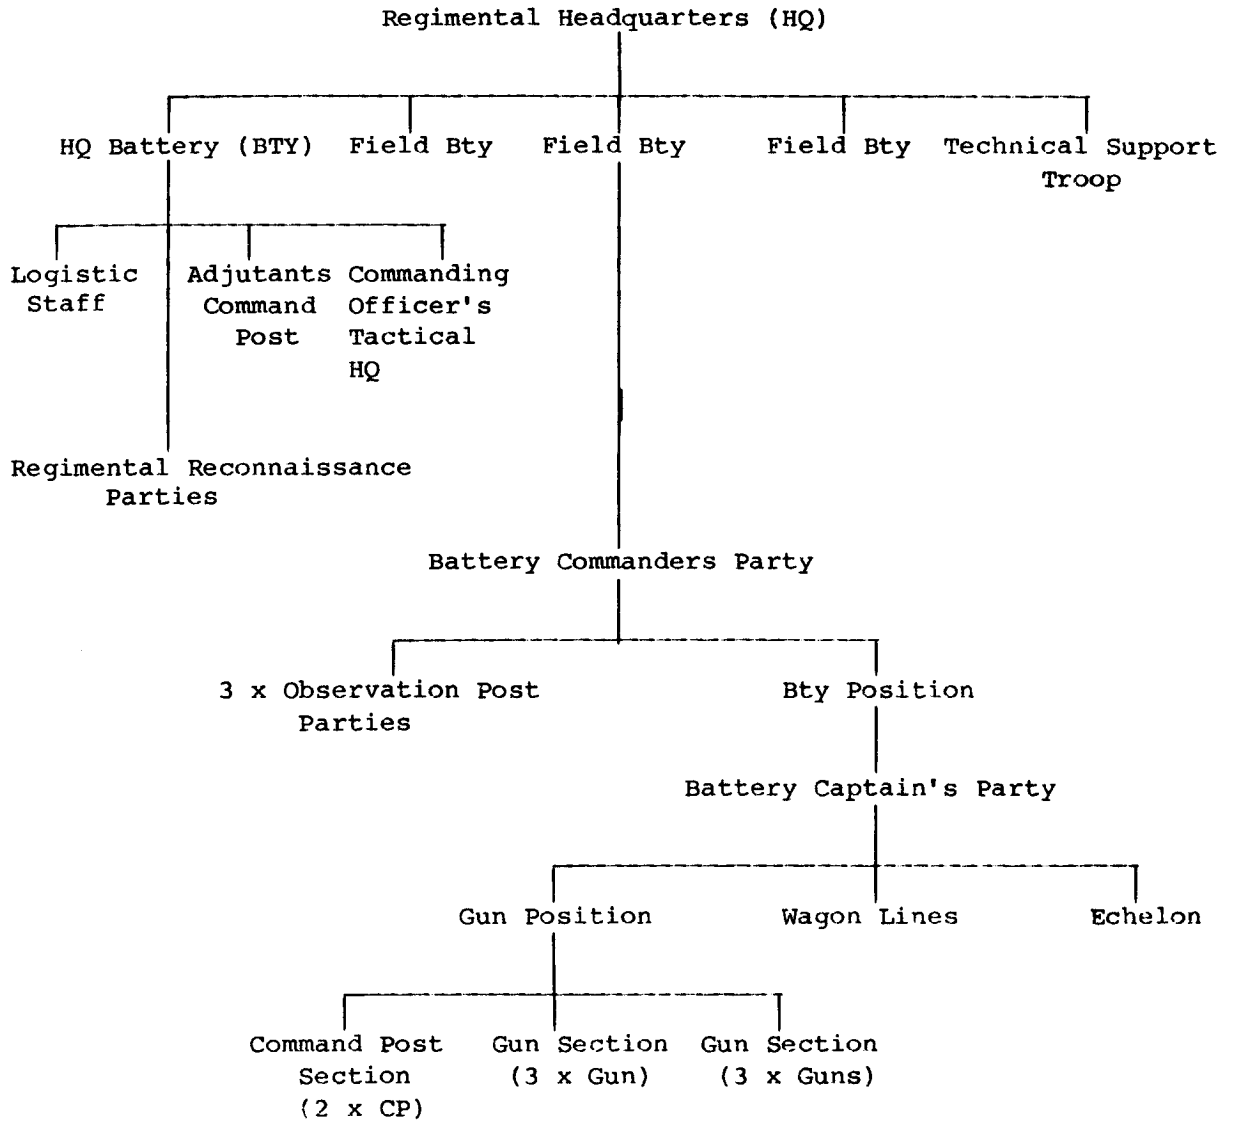 Regimental Headquarters (HQ)
HQ Battery (BTY) Field Bty Field Bty Field Bty Technical Support
Troop
Logistic
Staff
Adjutants
Command
Post
Commanding
Officer's
Tactical
HQ
Regimental Reconnaissance
Parties
Battery Commanders Party
3 x Observation Post
Parties
Bty Position
Battery Captain's Party
Gun Position
Wagon Lines
Echelon
Command Post
Section
(2 x CP)
Gun Section
(3 x Gun)
Gun Section
(3 x Guns)